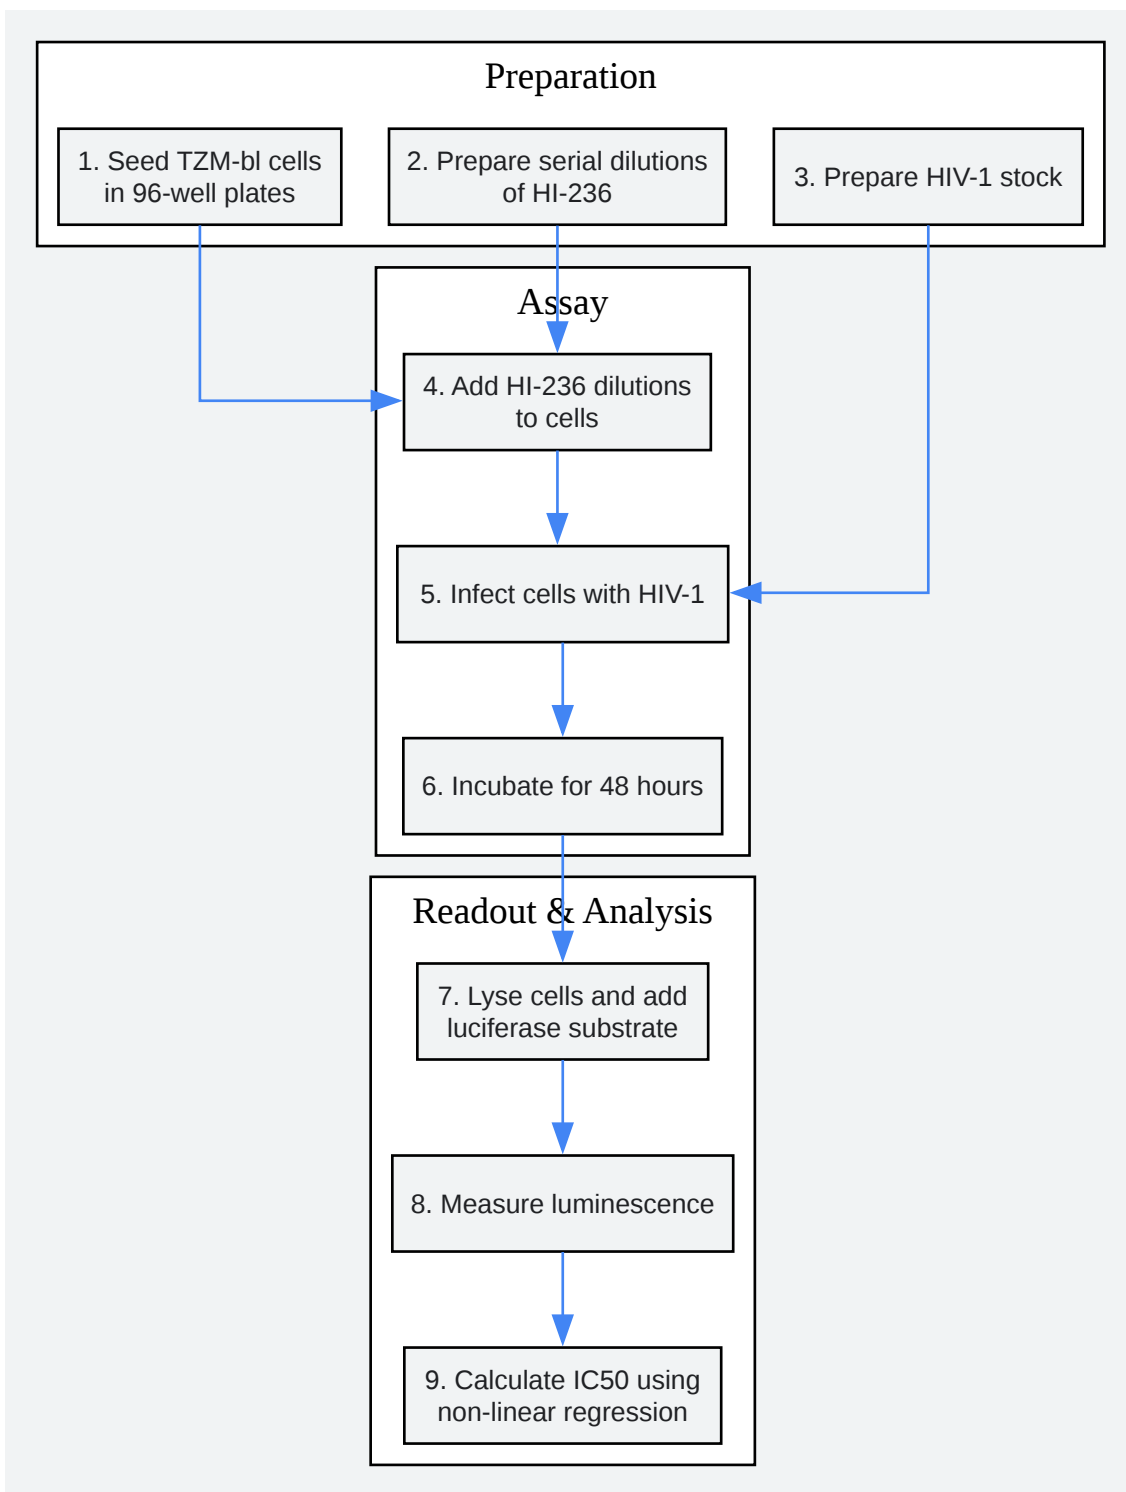 Preparation
1. Seed TZM-bl cells
in 96-well plates
2. Prepare serial dilutions
of HI-236
3. Prepare HIV-1 stock
Assay
4. Add HI-236 dilutions
to cells
5. Infect cells with HIV-1
6. Incubate for 48 hours
Readout & Analysis
7. Lyse cells and add
luciferase substrate
8. Measure luminescence
9. Calculate IC50 using
non-linear regression